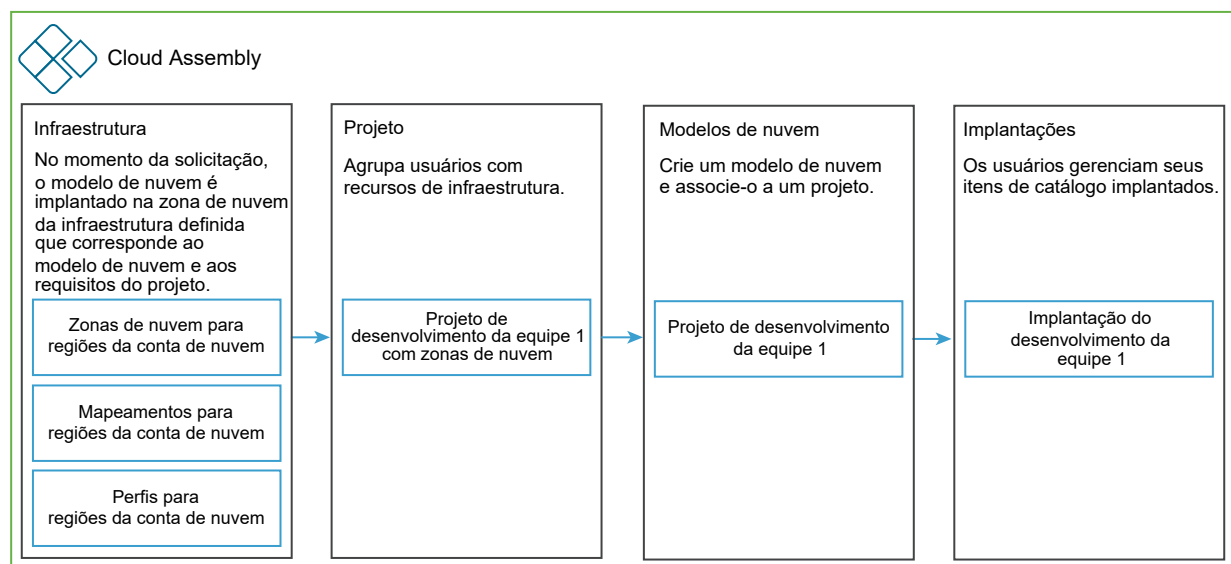 Cloud Assembly
Infraestrutura
No momento da solicitação,
o modelo de nuvem é
implantado na zona de nuvem
da infraestrutura definida
que corresponde ao
modelo de nuvem e aos
requisitos do projeto.
Zonas de nuvem para
regiões da conta de nuvem
Mapeamentos para
regiões da conta de nuvem
Perfis para
regiões da conta de nuvem
Projeto
Agrupa usuários com
recursos de infraestrutura.
Projeto de
desenvolvimento da equipe 1
com zonas de nuvem
Modelos de nuvem
Crie um modelo de nuvem
e associe-o a um projeto.
Projeto de desenvolvimento
da equipe 1
Implantações
Os usuários gerenciam seus
itens de catálogo implantados.
Implantação do
desenvolvimento da
equipe 1